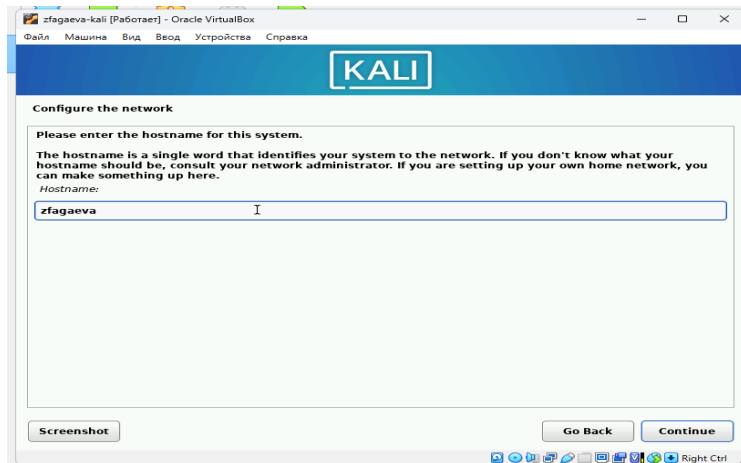 zfagaeva-kali [Работает] - Oracle VirtualBox
Файл Машина Вид Ввод Устройства Справка
KALI
Configure the network
Please enter the hostname for this system.
The hostname is a single word that identifies your system to the network. If you don't know what your
hostname should be, consult your network administrator. If you are setting up your own home network, you
can make something up here.
Hostname:
zfagaeva
Screenshot Go Back Continue
Right Ctrl